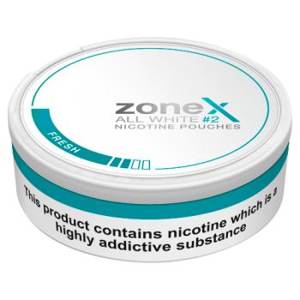 zoneX
ALL WHITE #2
NICOTINE POUCHES
FRESH
This product contains nicotine which is a
highly addictive substance